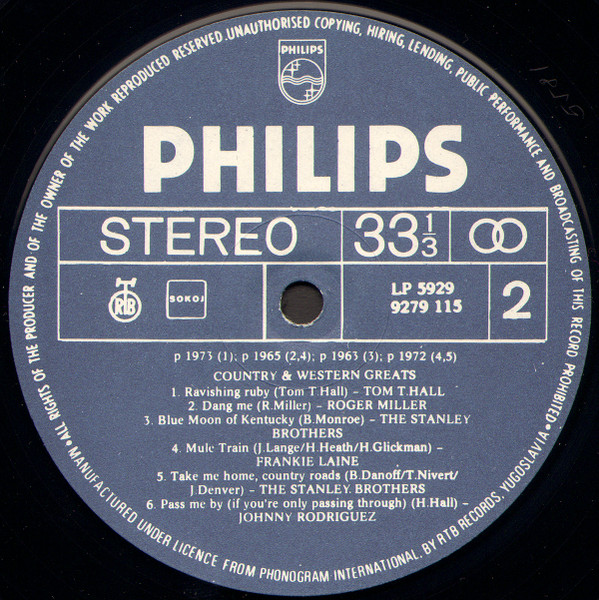 ALL RIGHTS OF THE PRODUCER AND OF THE OWNER OF THE WORK REPRODUCED RESERVED. UNAUTHORISED COPYING, HIRING, LENDING, PUBLIC PERFORMANCE AND BROADCASTING OF THIS RECORD PROHIBITED •
PHILIPS
PHILIPS
STEREO
33 1/3
RTB
SOKOJ
LP 5929
9279 115
2
p 1973 (1); p 1965 (2,4); p 1963 (3); p 1972 (4,5)
COUNTRY & WESTERN GREATS
1. Ravishing ruby (Tom T.Hall) – TOM T.HALL
2. Dang me (R.Miller) – ROGER MILLER
3. Blue Moon of Kentucky (B.Monroe) – THE STANLEY
BROTHERS
4. Mule Train (J.Lange/H.Heath/H.Glickman) –
FRANKIE LAINE
5. Take me home, country roads (B.Danoff/T.Nivert/
J.Denver) – THE STANLEY BROTHERS
6. Pass me by (if you're only passing through) (H.Hall) –
JOHNNY RODRIGUEZ
• MANUFACTURED UNDER LICENCE FROM PHONOGRAM INTERNATIONAL. BY RTB RECORDS, YUGOSLAVIA •